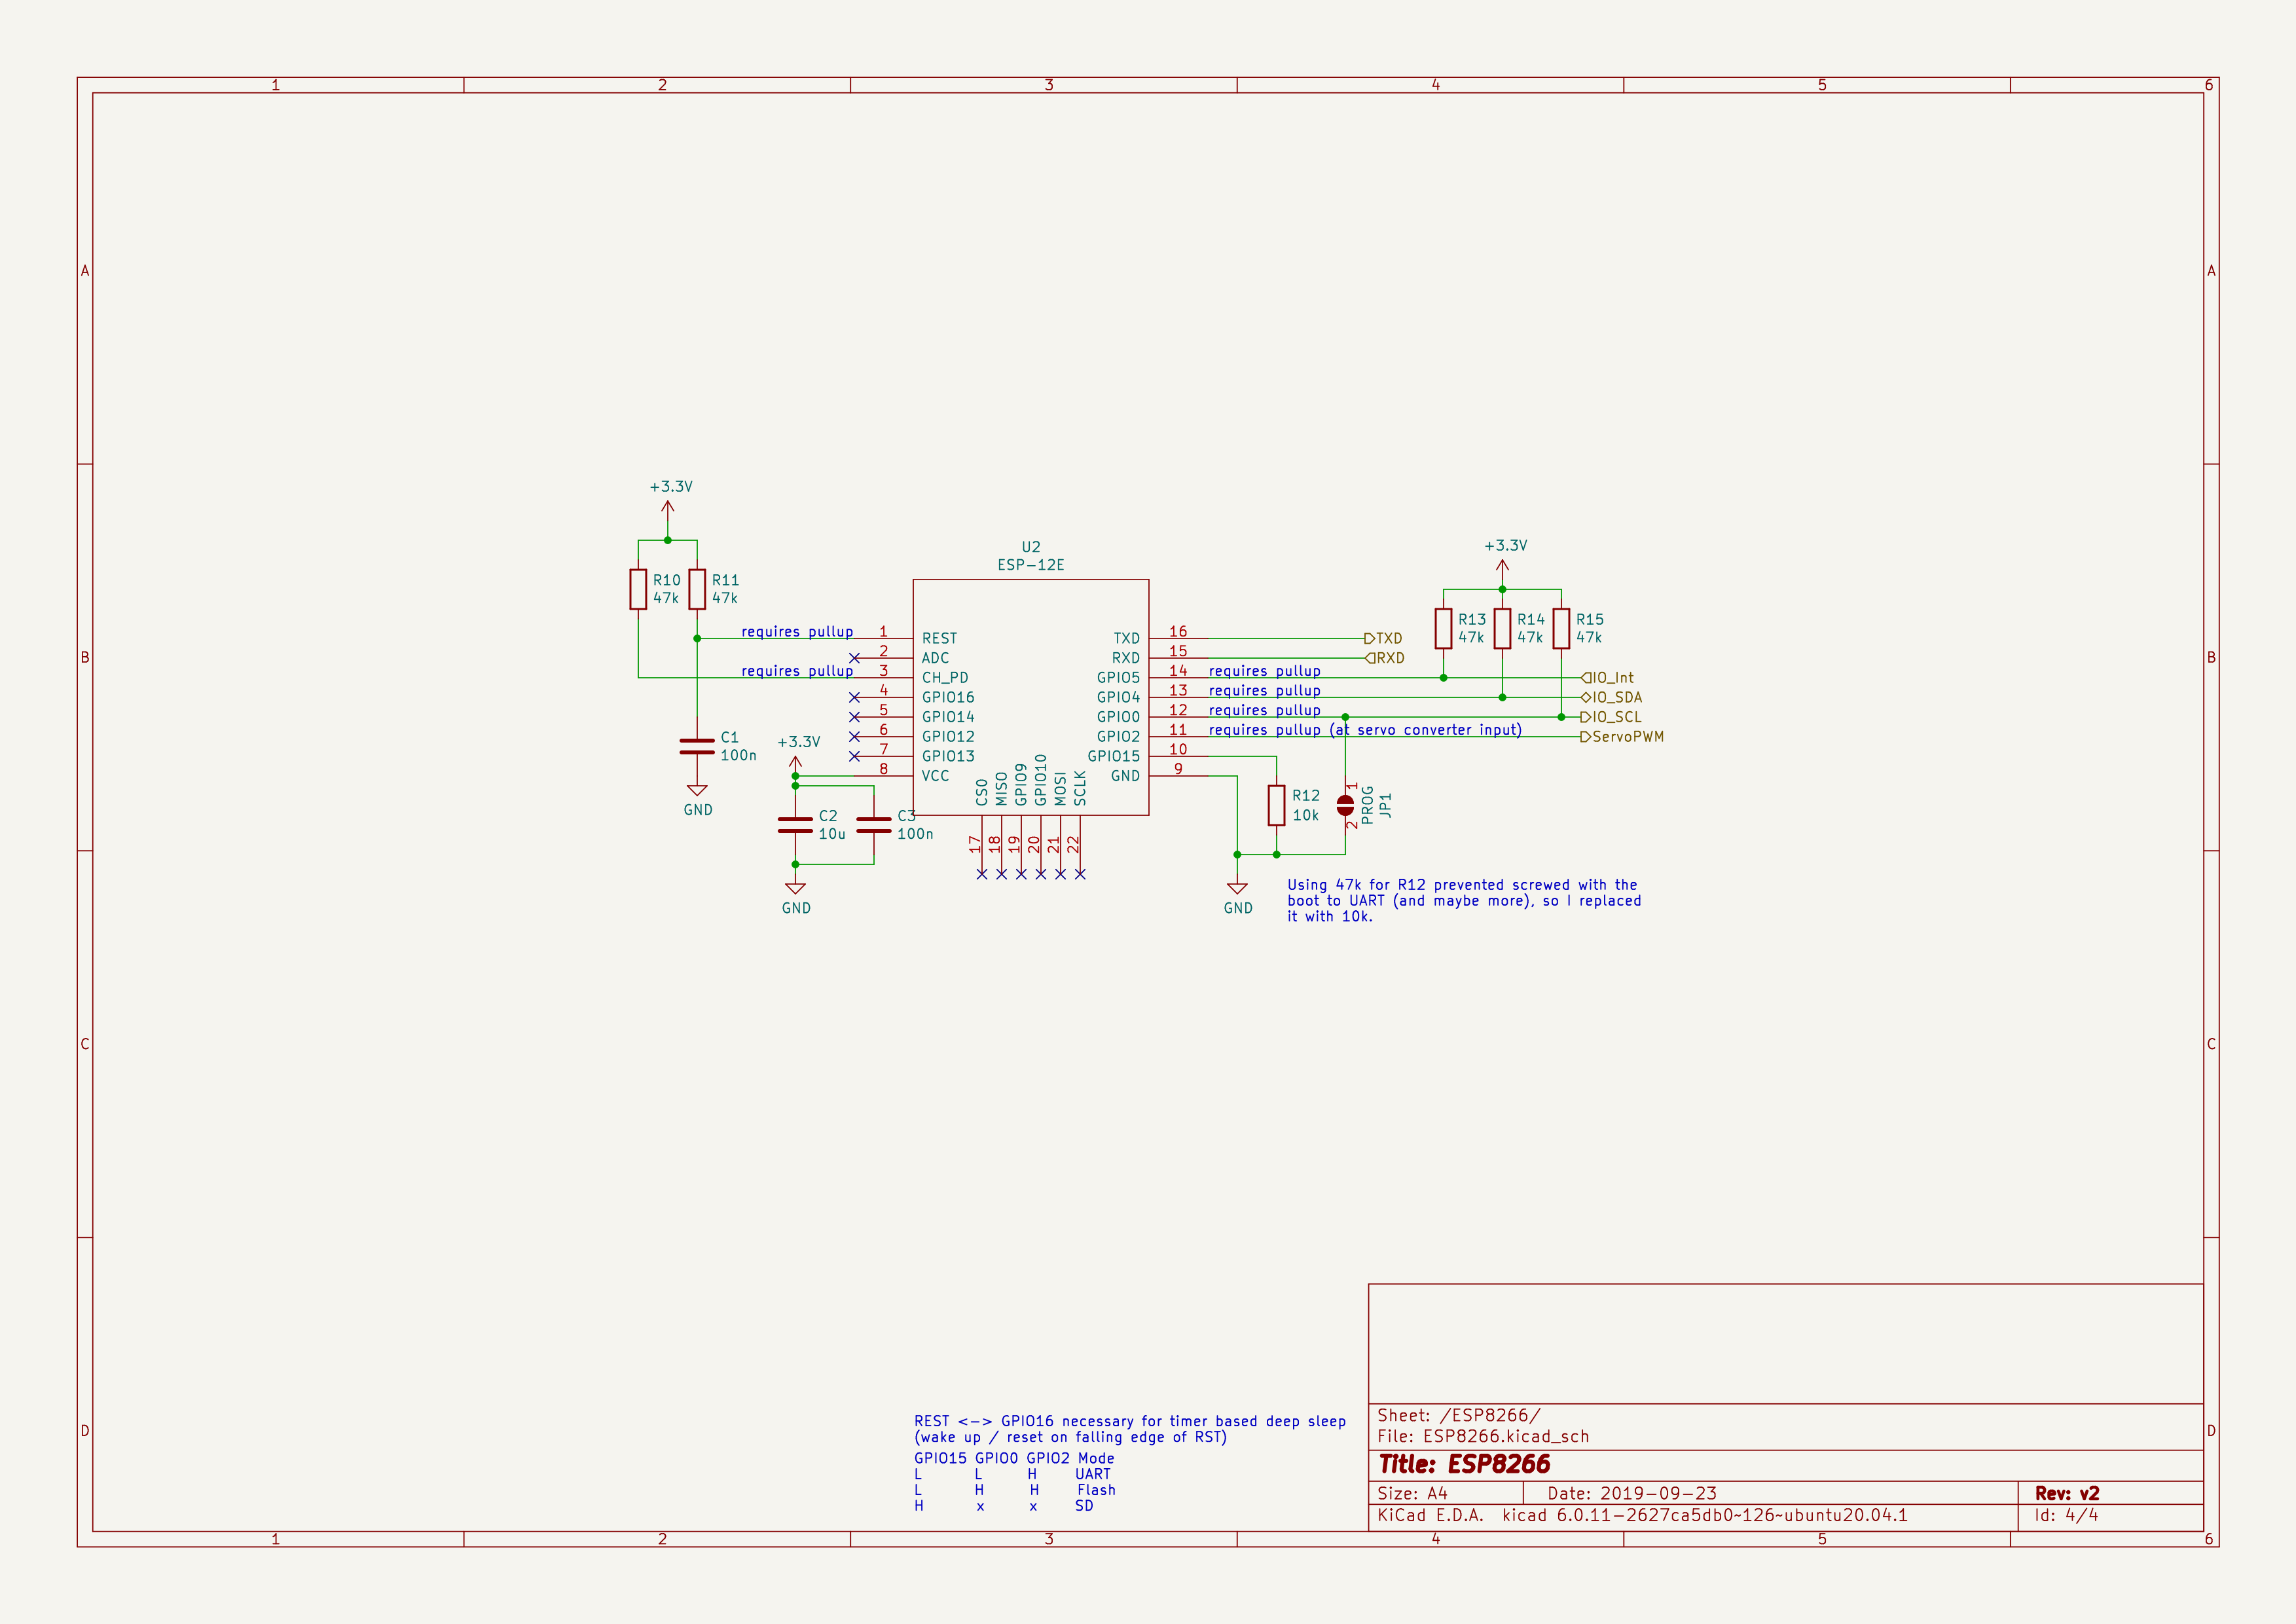 1 2 3 4 5 6
A A
B B
C C
D D
+3.3V
R10
47k
R11
47k
requires pullup
requires pullup
C1
100n
GND
+3.3V
C2
10u
C3
100n
GND
U2
ESP-12E
1 REST
2 ADC
3 CH_PD
4 GPIO16
5 GPIO14
6 GPIO12
7 GPIO13
8 VCC
CS0 17
MISO 18
GPIO9 19
GPIO10 20
MOSI 21
SCLK 22
TXD 16
RXD 15
GPIO5 14
GPIO4 13
GPIO0 12
GPIO2 11
GPIO15 10
GND 9
requires pullup
requires pullup
requires pullup
requires pullup (at servo converter input)
+3.3V
R13
47k
R14
47k
R15
47k
TXD
RXD
IO_Int
IO_SDA
IO_SCL
ServoPWM
R12
10k
1
2
PROG
JP1
GND
Using 47k for R12 prevented screwed with the
boot to UART (and maybe more), so I replaced
it with 10k.
REST <-> GPIO16 necessary for timer based deep sleep
(wake up / reset on falling edge of RST)
GPIO15 GPIO0 GPIO2 Mode
L L H UART
L H H Flash
H x x SD
Sheet: /ESP8266/
File: ESP8266.kicad_sch
Title: ESP8266
Size: A4 Date: 2019-09-23 Rev: v2
KiCad E.D.A. kicad 6.0.11-2627ca5db0~126~ubuntu20.04.1 Id: 4/4
1 2 3 4 5 6